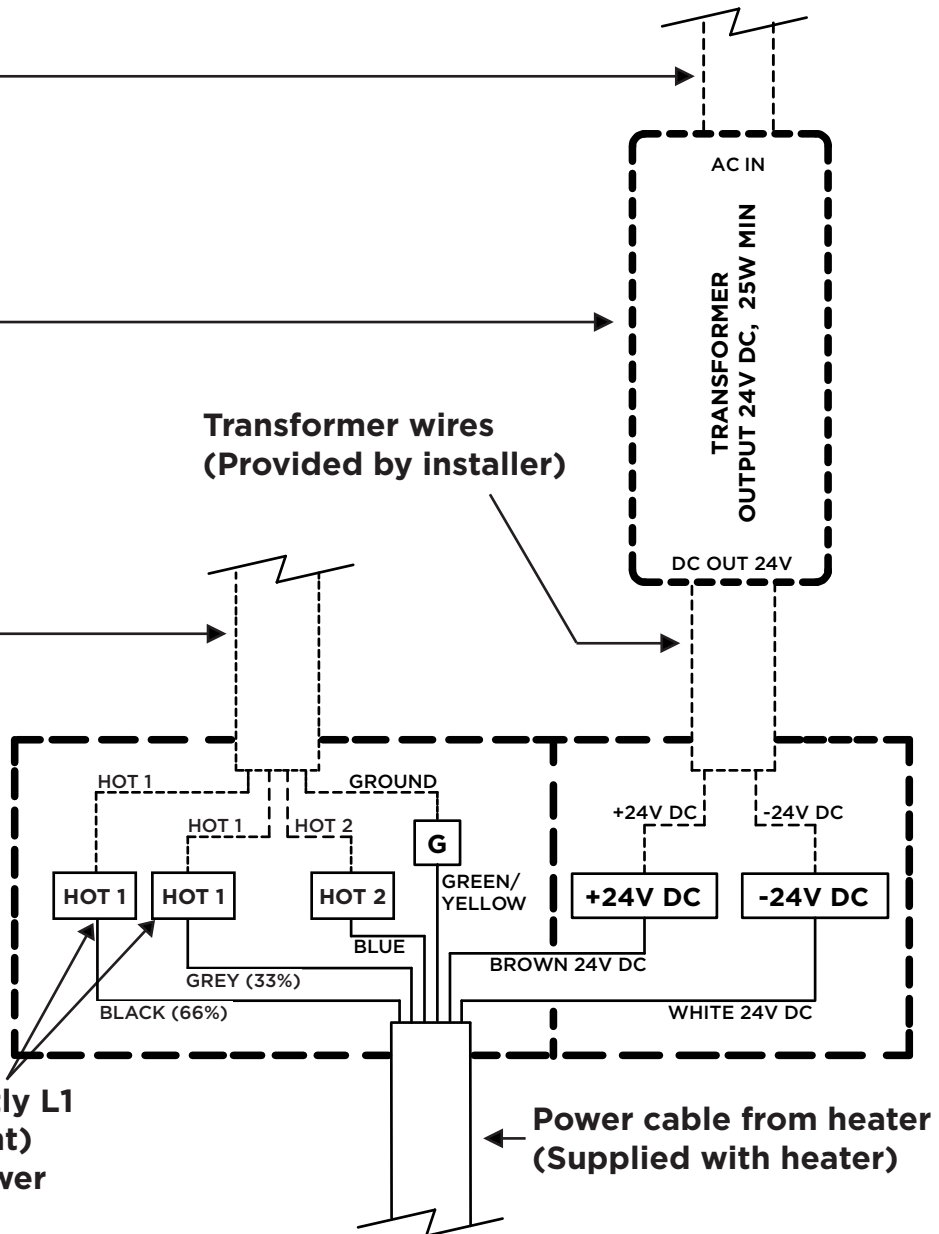 AC IN
TRANSFORMER
OUTPUT 24V DC, 25W MIN
DC OUT 24V
Transformer wires
(Provided by installer)
HOT 1
GROUND
HOT 1
HOT 2
+24V DC
-24V DC
G
HOT 1
HOT 1
HOT 2
GREEN/
YELLOW
+24V DC
-24V DC
BLUE
BROWN 24V DC
GREY (33%)
BLACK (66%)
WHITE 24V DC
L1
Power cable from heater
(Supplied with heater)